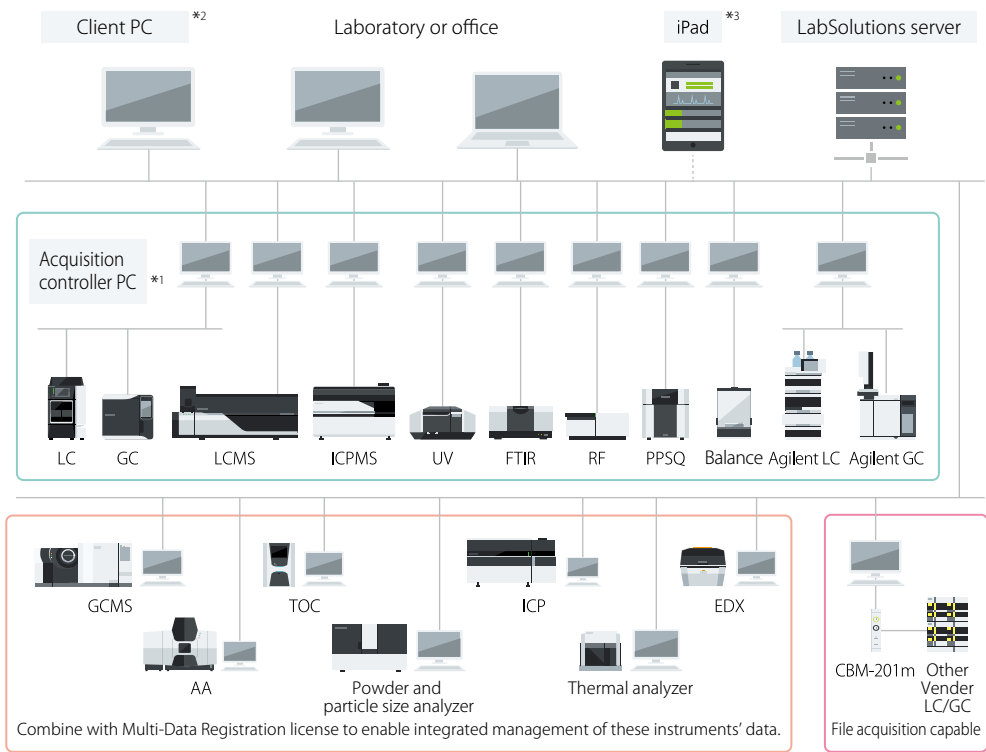 Client PC *2
Laboratory or office
iPad *3
LabSolutions server
Acquisition
controller PC *1
LC
GC
LCMS
ICPMS
UV
FTIR
RF
PPSQ
Balance
Agilent LC
Agilent GC
GCMS
TOC
ICP
EDX
AA
Powder and
particle size analyzer
Thermal analyzer
Combine with Multi-Data Registration license to enable integrated management of these instruments’ data.
CBM-201m
Other
Vender
LC/GC
File acquisition capable